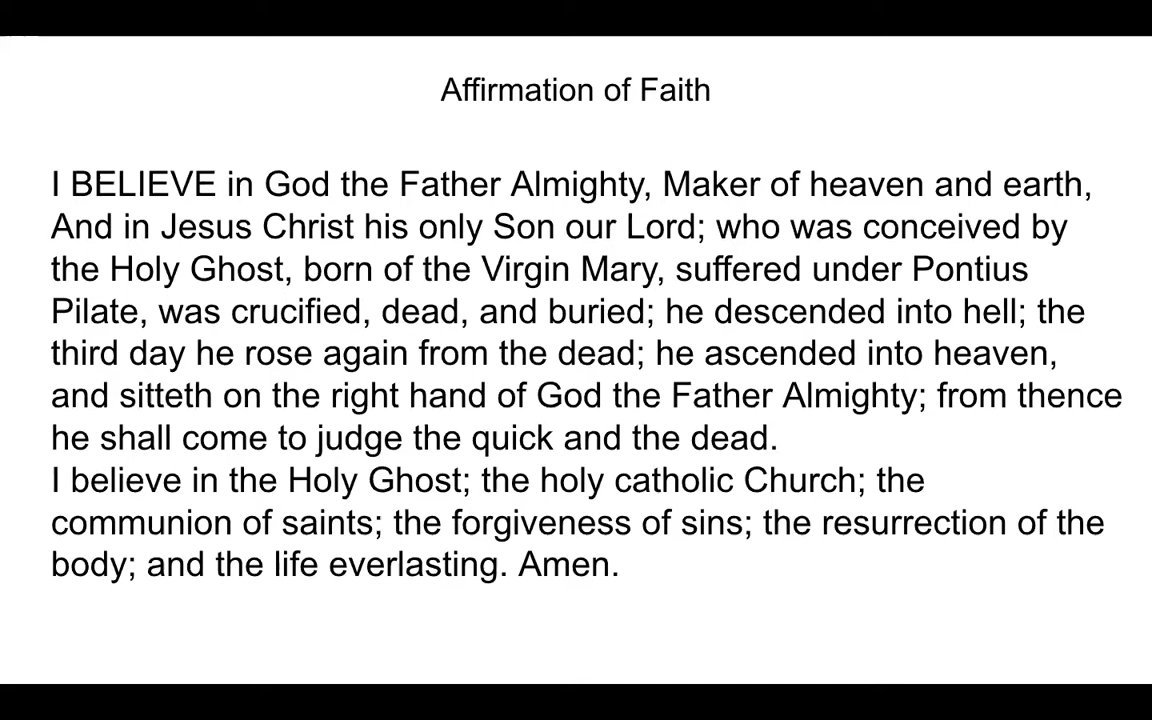 Affirmation of Faith
I BELIEVE in God the Father Almighty, Maker of heaven and earth,
And in Jesus Christ his only Son our Lord; who was conceived by
the Holy Ghost, born of the Virgin Mary, suffered under Pontius
Pilate, was crucified, dead, and buried; he descended into hell; the
third day he rose again from the dead; he ascended into heaven,
and sitteth on the right hand of God the Father Almighty; from thence
he shall come to judge the quick and the dead.
I believe in the Holy Ghost; the holy catholic Church; the
communion of saints; the forgiveness of sins; the resurrection of the
body; and the life everlasting. Amen.